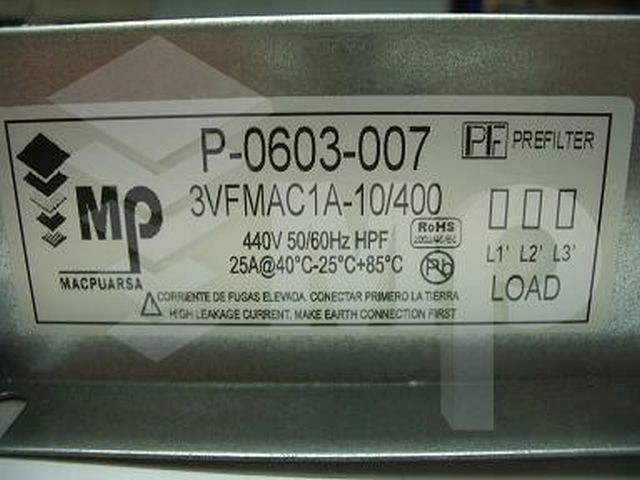 P-0603-007
PF PREFILTER
3VFMAC1A-10/400
MP
MACPUARSA
440V 50/60Hz HPF
RoHS
25A@40°C-25°C+85°C
Pb
L1' L2' L3'
LOAD
CORRIENTE DE FUGAS ELEVADA. CONECTAR PRIMERO LA TIERRA
HIGH LEAKAGE CURRENT. MAKE EARTH CONNECTION FIRST